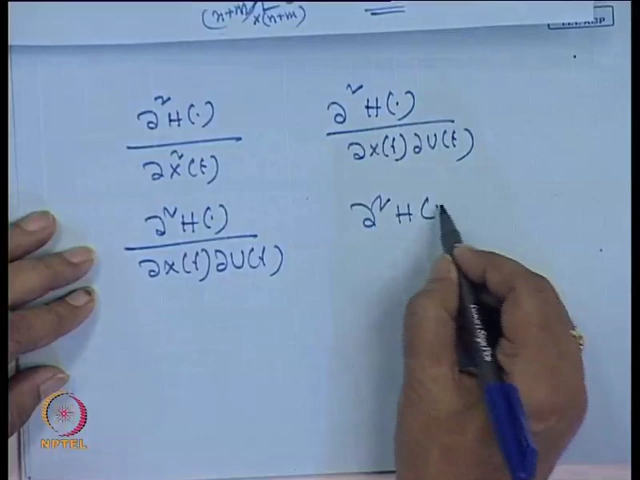 (n+m)×(n+m)
∂²H(·) ∂²H(·)
∂x²(t) ∂x(t)∂u(t)
∂²H(·) ∂²H(·
∂x(t)∂u(t)
NPTEL